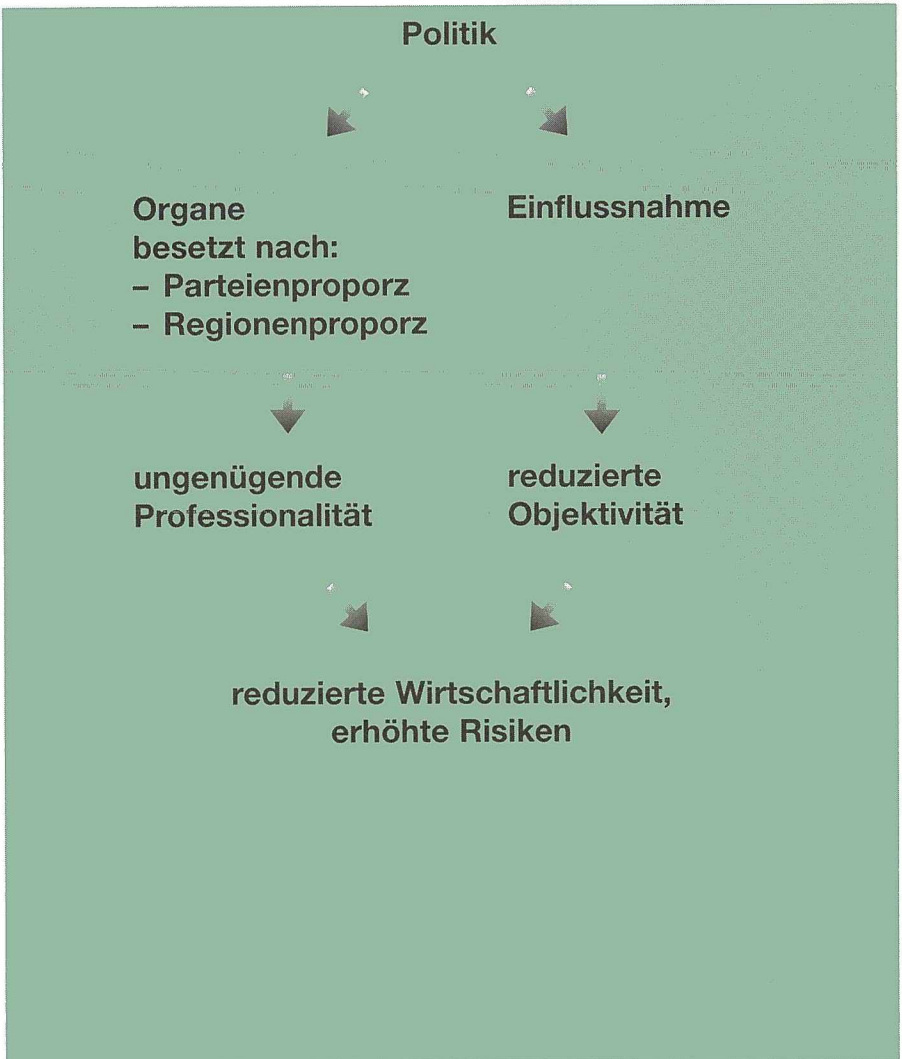 Politik
Organe
besetzt nach:
– Parteienproporz
– Regionenproporz
Einflussnahme
ungenügende
Professionalität
reduzierte
Objektivität
reduzierte Wirtschaftlichkeit,
erhöhte Risiken